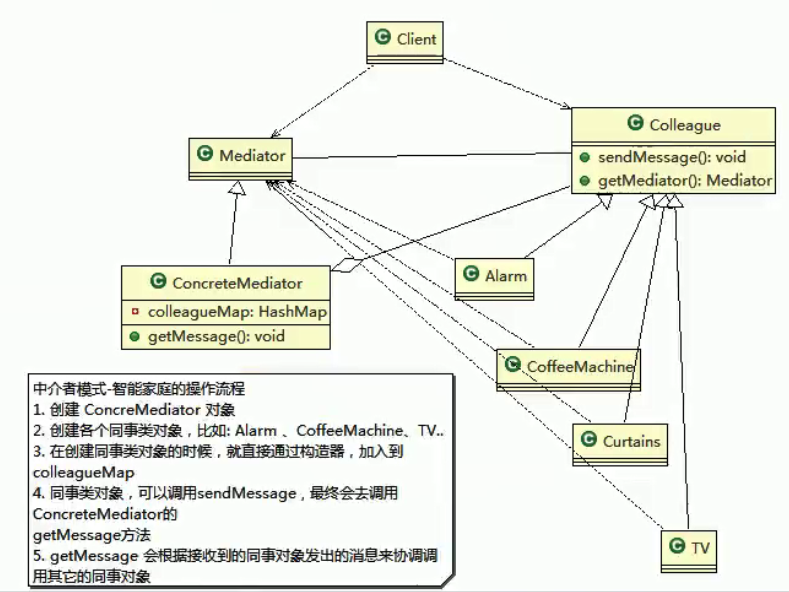 Client
Colleague
sendMessage(): void
getMediator(): Mediator
Mediator
ConcreteMediator
colleagueMap: HashMap
getMessage(): void
Alarm
CoffeeMachine
Curtains
TV
中介者模式-智能家庭的操作流程
1. 创建 ConcreMediator 对象
2. 创建各个同事类对象，比如: Alarm 、CoffeeMachine、TV..
3. 在创建同事类对象的时候，就直接通过构造器，加入到
colleagueMap
4. 同事类对象，可以调用sendMessage，最终会去调用
ConcreteMediator的
getMessage方法
5. getMessage 会根据接收到的同事对象发出的消息来协调调
用其它的同事对象